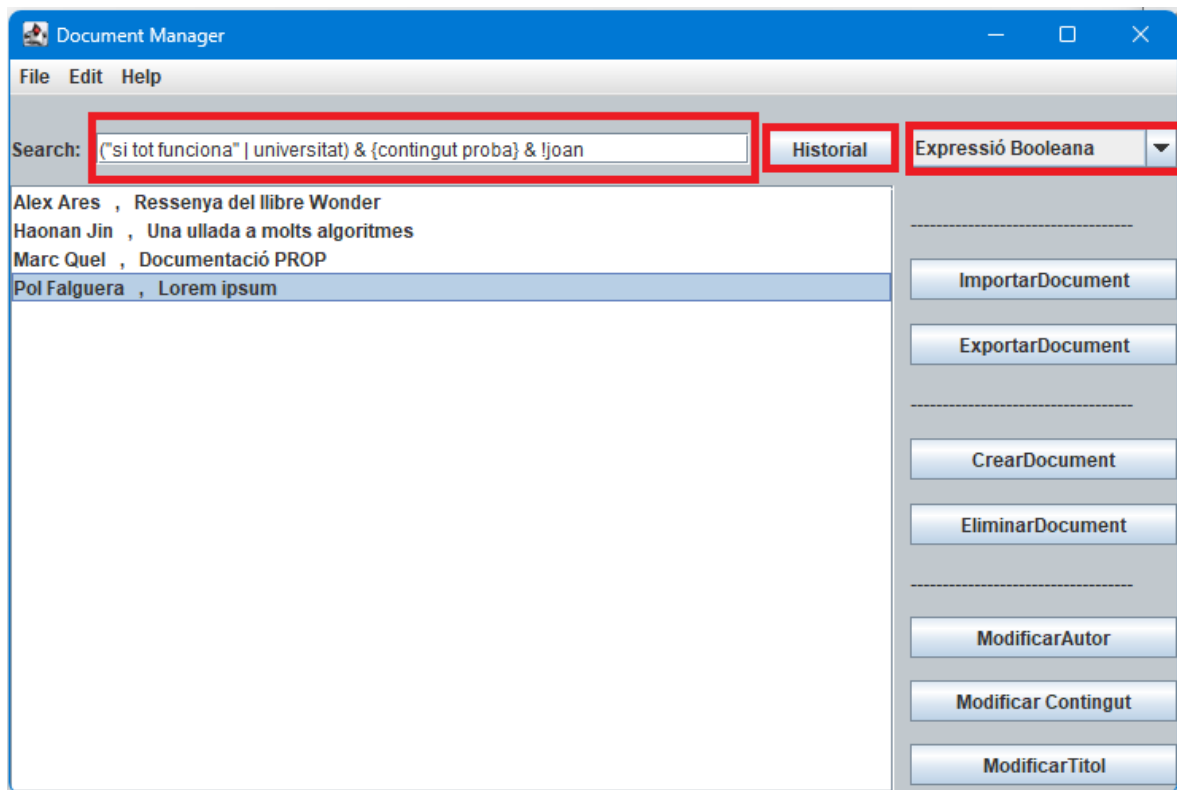 Document Manager
File Edit Help
Search: ("si tot funciona" | universitat) & {contingut proba} & !joan Historial Expressió Booleana
Alex Ares , Ressenya del llibre Wonder
Haonan Jin , Una ullada a molts algoritmes
Marc Quel , Documentació PROP
Pol Falguera , Lorem ipsum
----------------------------------
ImportarDocument
ExportarDocument
----------------------------------
CrearDocument
EliminarDocument
----------------------------------
ModificarAutor
Modificar Contingut
ModificarTitol